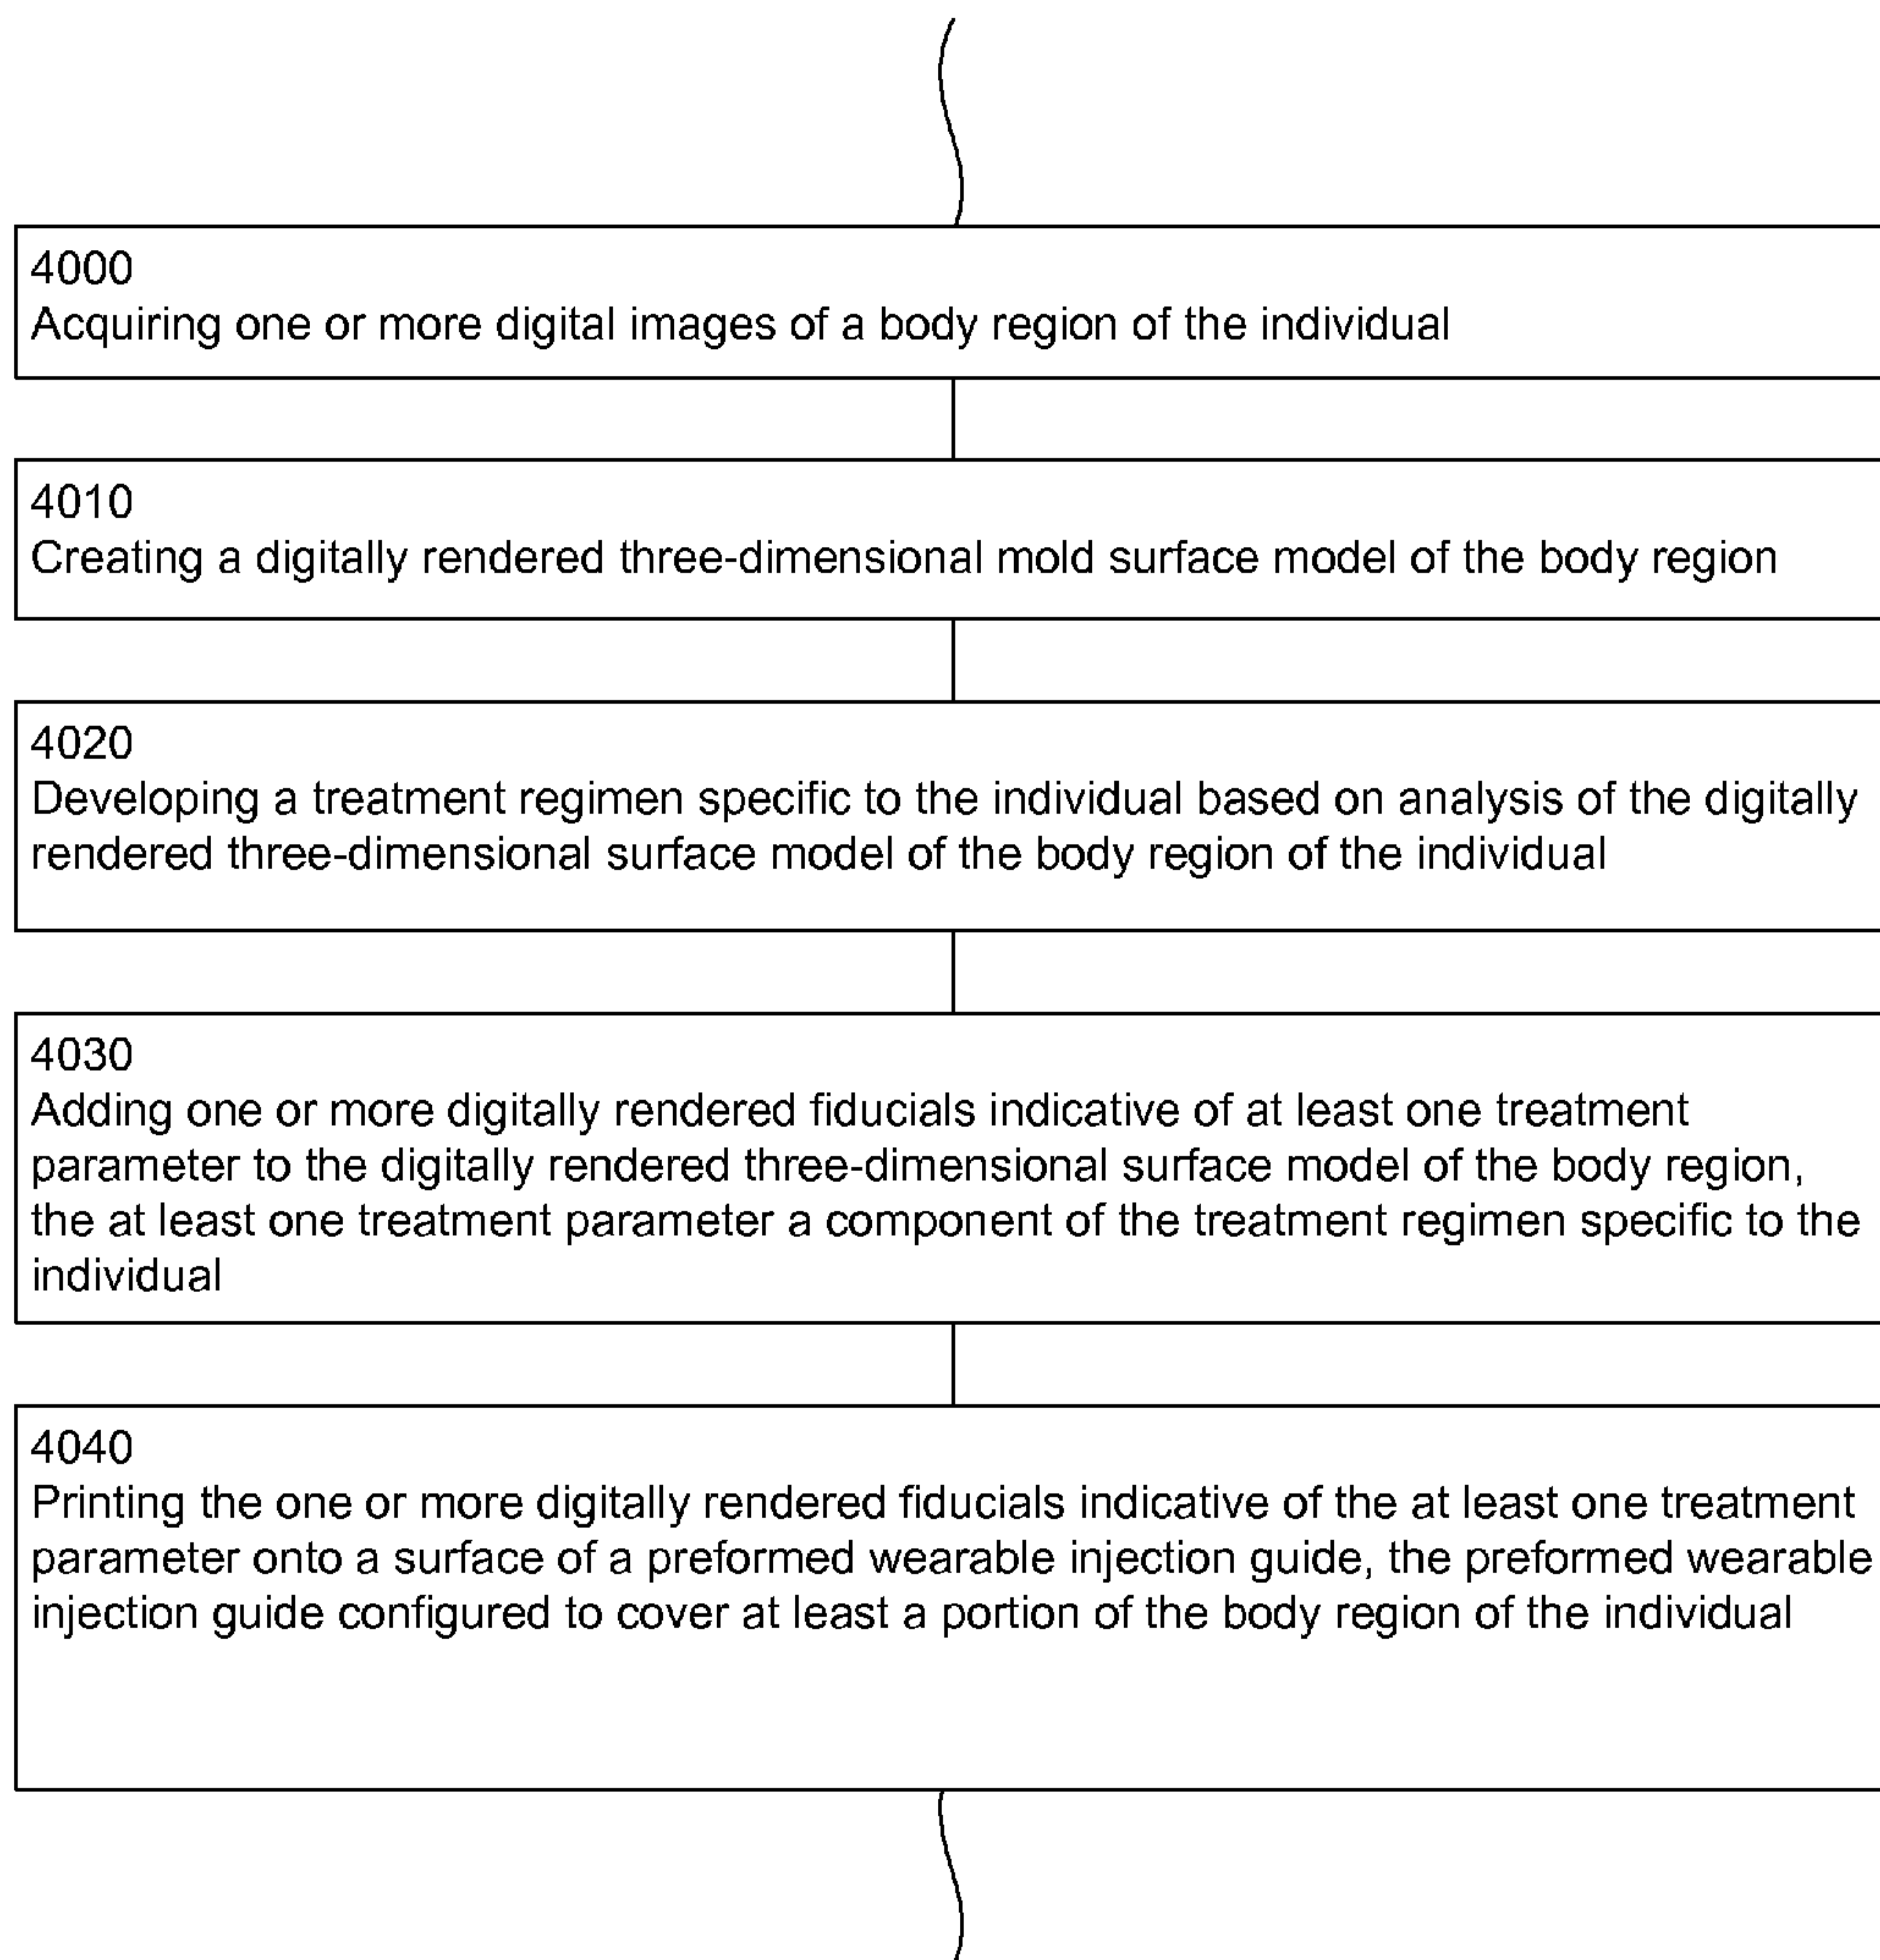 4000
Acquiring one or more digital images of a body region of the individual
4010
Creating a digitally rendered three-dimensional mold surface model of the body region
4020
Developing a treatment regimen specific to the individual based on analysis of the digitally
rendered three-dimensional surface model of the body region of the individual
4030
Adding one or more digitally rendered fiducials indicative of at least one treatment
parameter to the digitally rendered three-dimensional surface model of the body region,
the at least one treatment parameter a component of the treatment regimen specific to the
individual
4040
Printing the one or more digitally rendered fiducials indicative of the at least one treatment
parameter onto a surface of a preformed wearable injection guide, the preformed wearable
injection guide configured to cover at least a portion of the body region of the individual